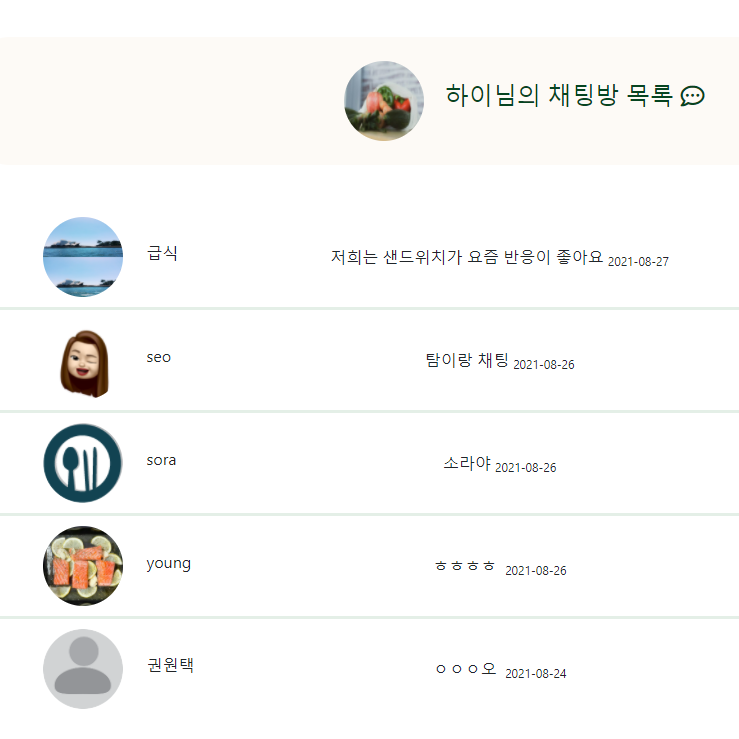 하이님의 채팅방 목록
급식 저희는 샌드위치가 요즘 반응이 좋아요 2021-08-27
seo 탐이랑 채팅 2021-08-26
sora 소라야 2021-08-26
young ㅎㅎㅎㅎ 2021-08-26
권원택 ㅇㅇㅇ오 2021-08-24